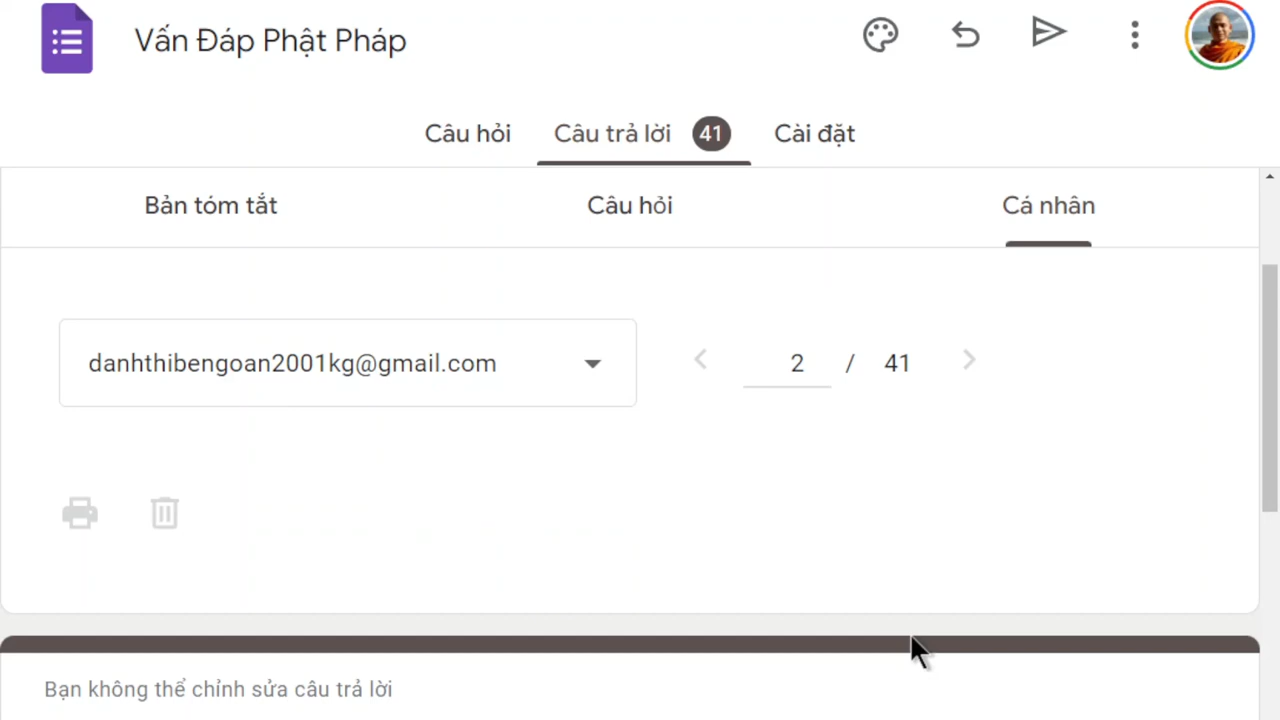 Vấn Đáp Phật Pháp
Câu hỏi Câu trả lời 41 Cài đặt
Bản tóm tắt Câu hỏi Cá nhân
danhthibengoan2001kg@gmail.com 2 / 41
Bạn không thể chỉnh sửa câu trả lời